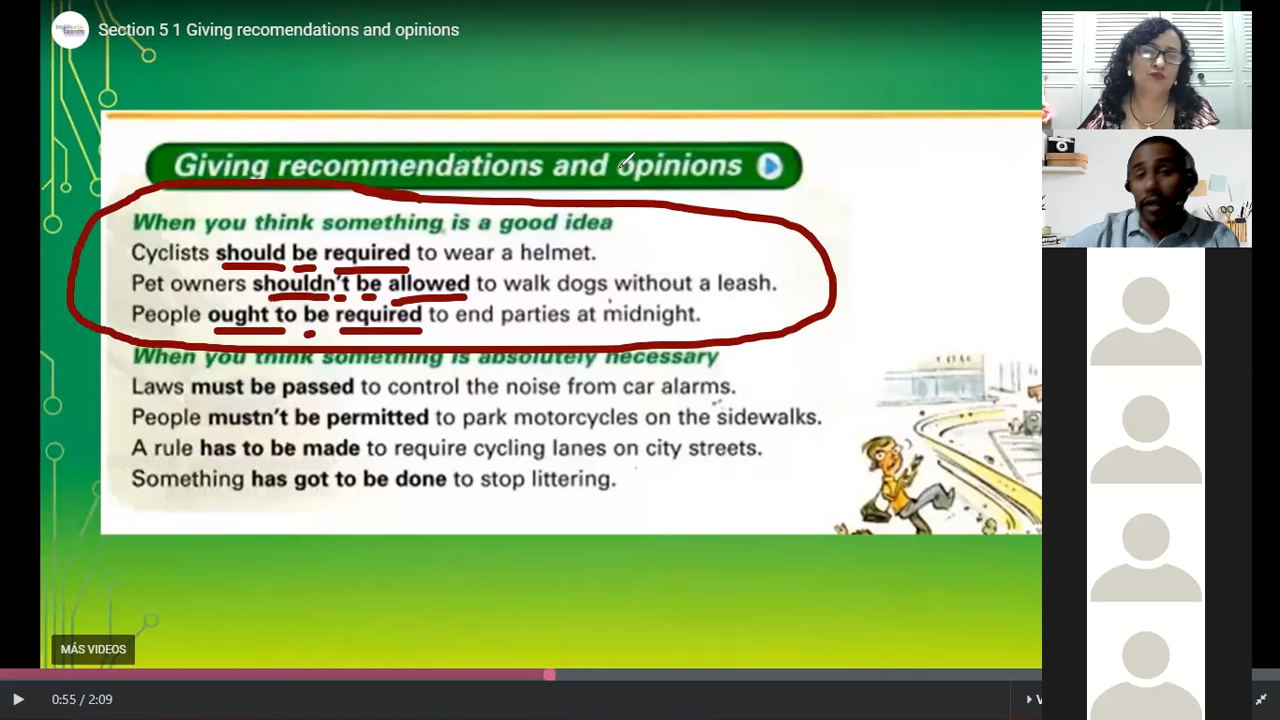 Section 5 1 Giving recomendations and opinions
Giving recommendations and opinions
When you think something is a good idea
Cyclists should be required to wear a helmet.
Pet owners shouldn't be allowed to walk dogs without a leash.
People ought to be required to end parties at midnight.
When you think something is absolutely necessary
Laws must be passed to control the noise from car alarms.
People mustn't be permitted to park motorcycles on the sidewalks.
A rule has to be made to require cycling lanes on city streets.
Something has got to be done to stop littering.
MÁS VIDEOS
0:55 / 2:09